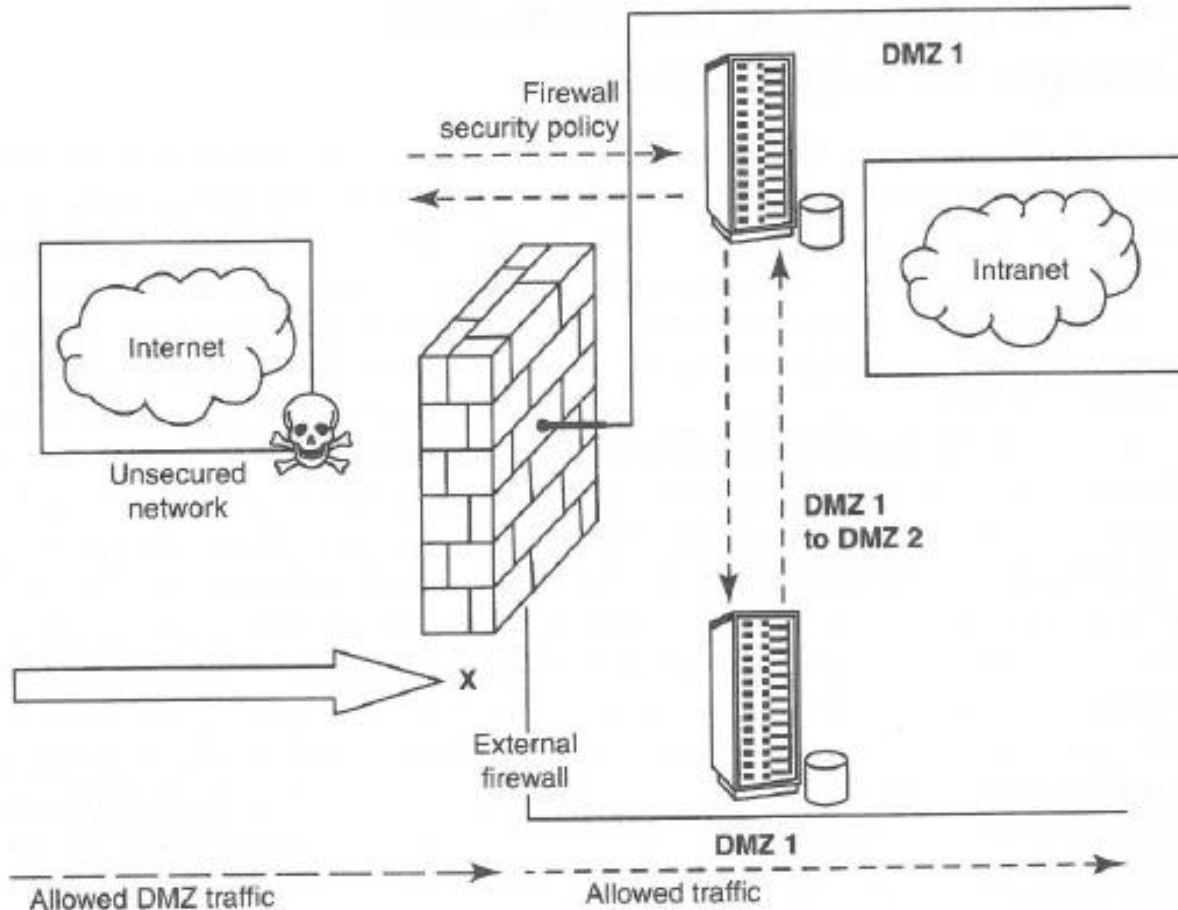 DMZ 1
Firewall
security policy
Internet
Intranet
Unsecured
network
DMZ 1
to DMZ 2
X
External
firewall
DMZ 1
Allowed DMZ traffic
Allowed traffic